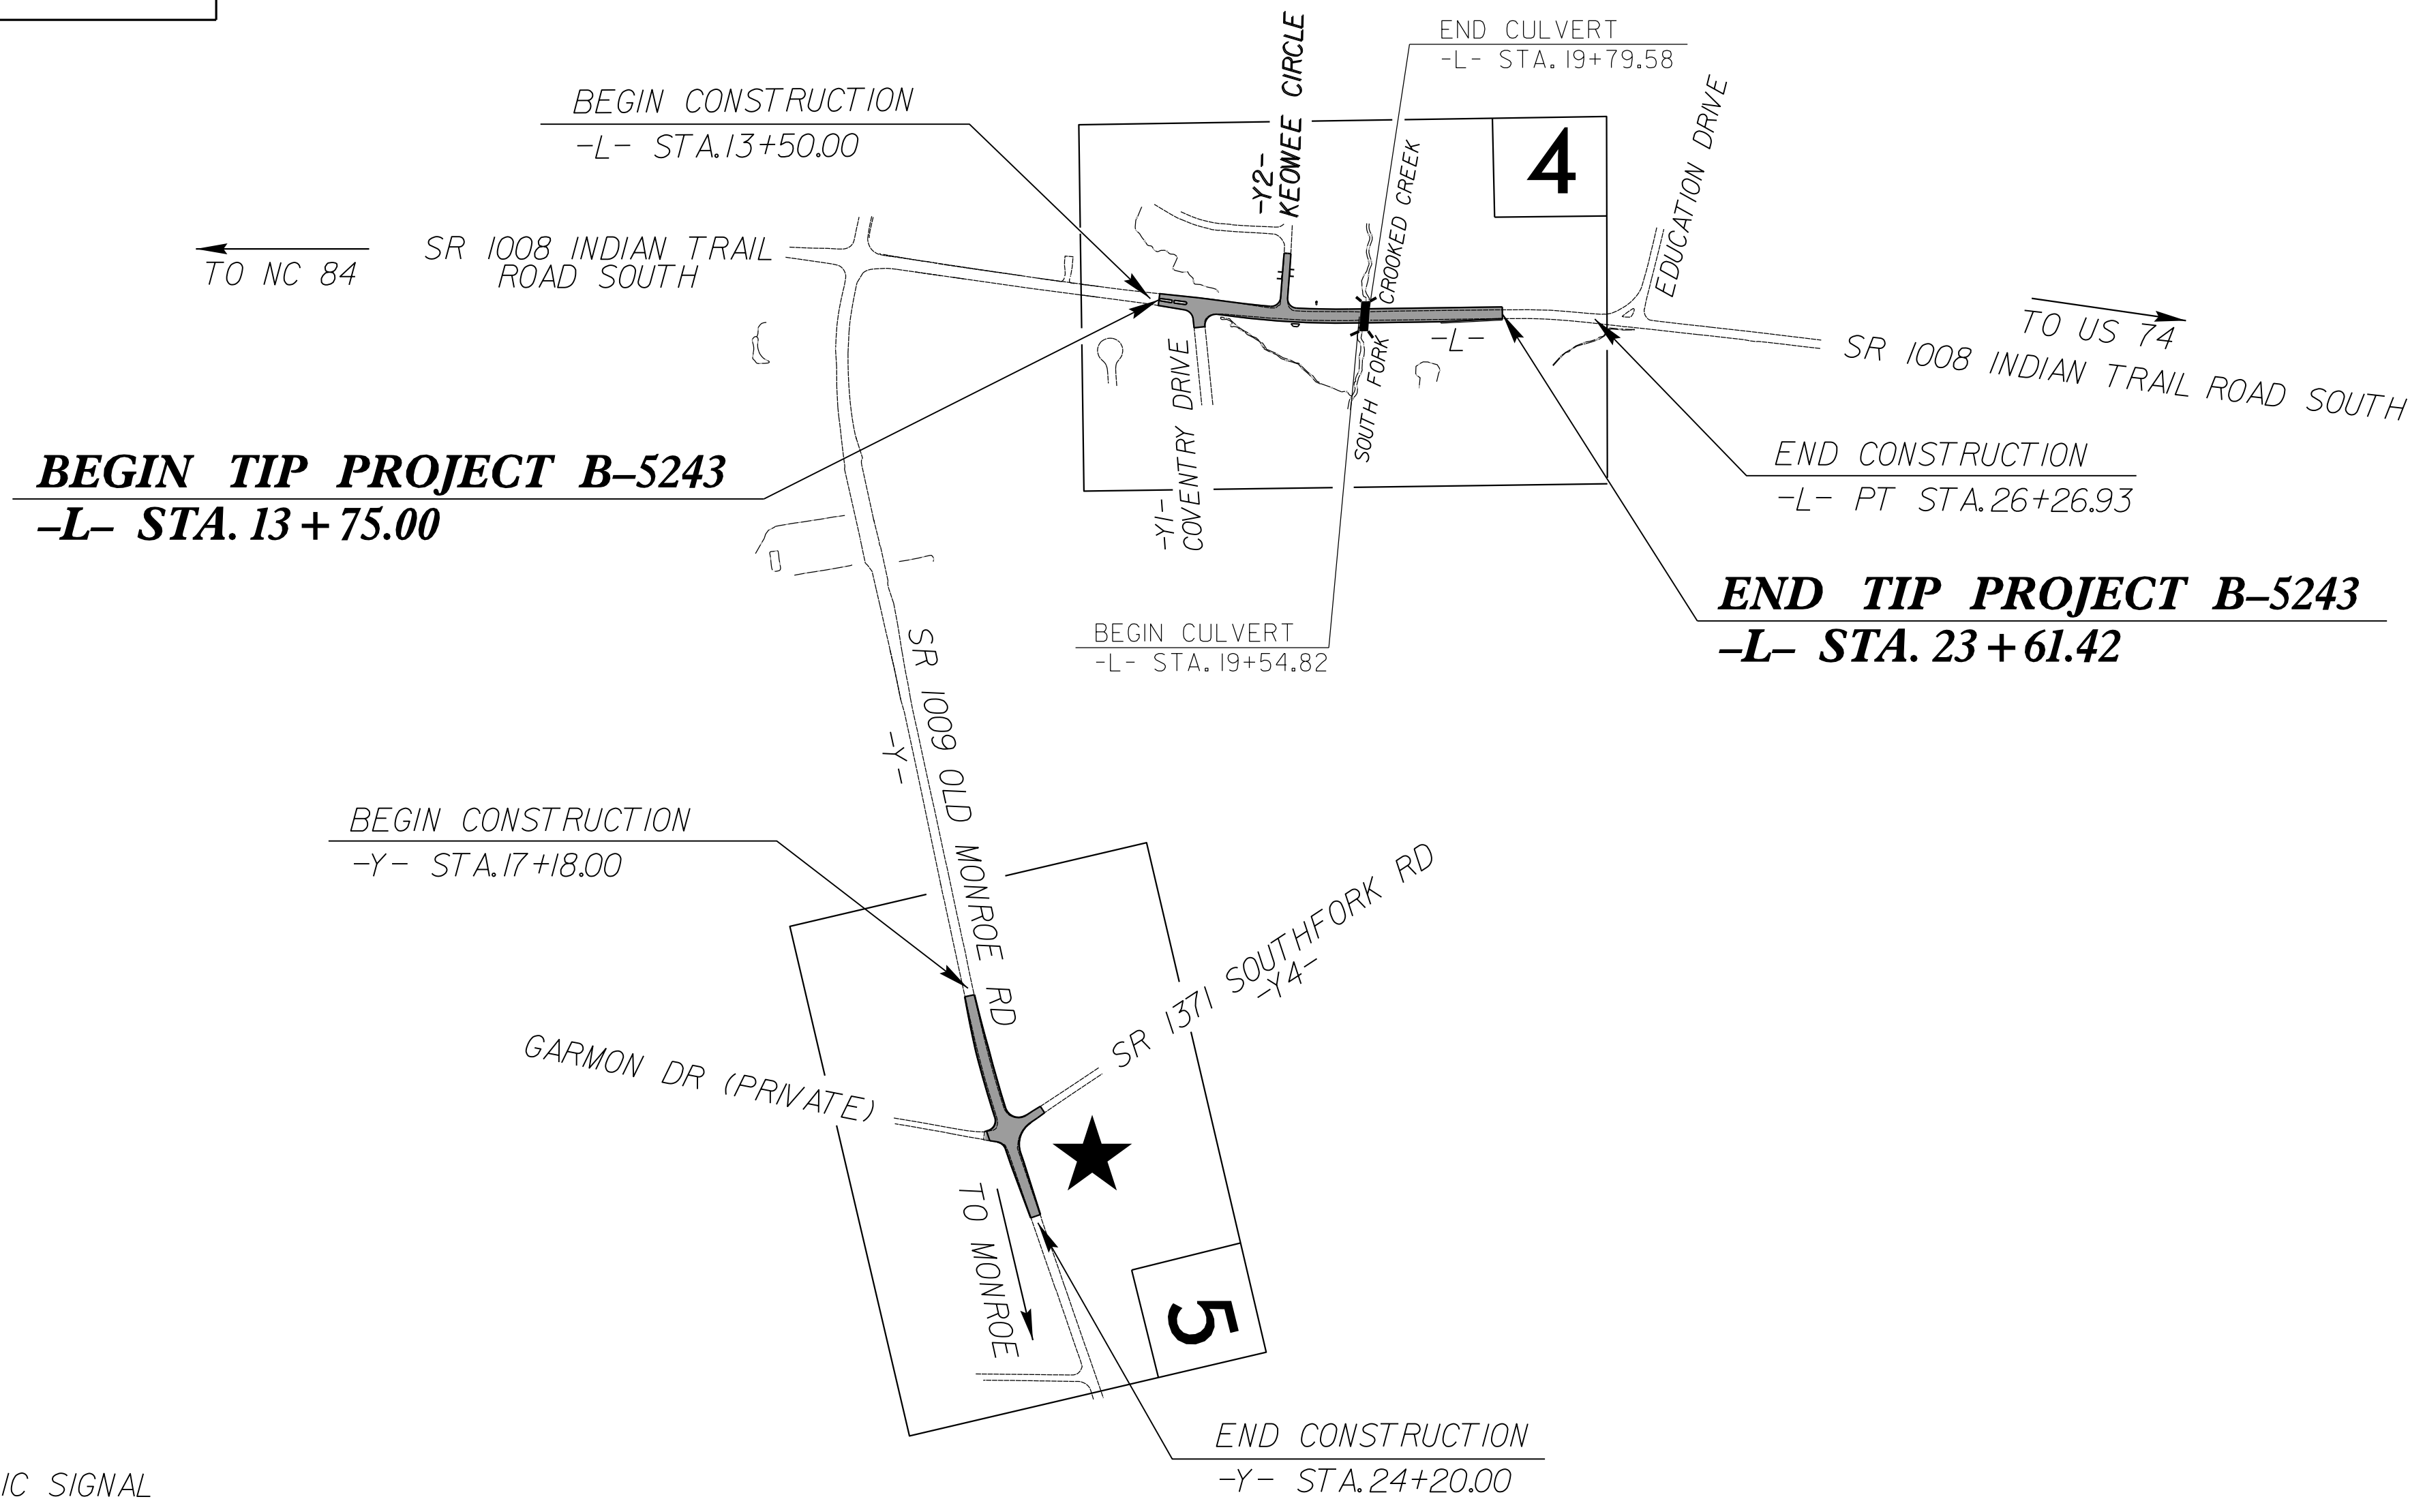 END CULVERT
-L- STA.19+79.58
BEGIN CONSTRUCTION
-L- STA.13+50.00
-Y2-
KEOWEE CIRCLE
4
EDUCATION DRIVE
CROOKED CREEK
SOUTH FORK
SR 1008 INDIAN TRAIL
ROAD SOUTH
TO NC 84
TO US 74
SR 1008 INDIAN TRAIL ROAD SOUTH
-L-
-Y1-
COVENTRY DRIVE
BEGIN TIP PROJECT B-5243
-L- STA. 13+75.00
END CONSTRUCTION
-L- PT STA.26+26.93
END TIP PROJECT B-5243
-L- STA. 23+61.42
BEGIN CULVERT
-L- STA.19+54.82
SR 1009 OLD MONROE RD
-Y-
BEGIN CONSTRUCTION
-Y- STA.17+18.00
SR 1371 SOUTHFORK RD
-Y4-
GARMON DR (PRIVATE)
TO MONROE
5
END CONSTRUCTION
-Y- STA.24+20.00
IC SIGNAL